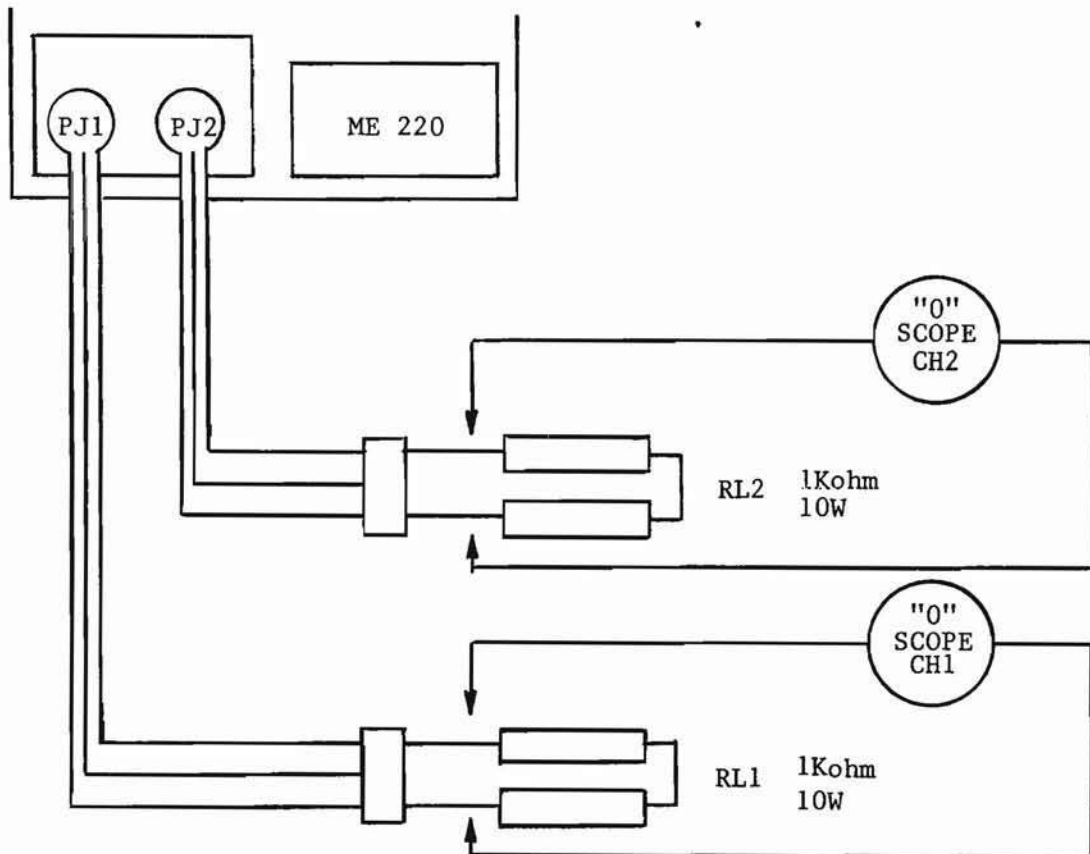 PJ1
PJ2
ME 220
"O"
SCOPE
CH2
RL2
1Kohm
10W
"O"
SCOPE
CH1
RL1
1Kohm
10W